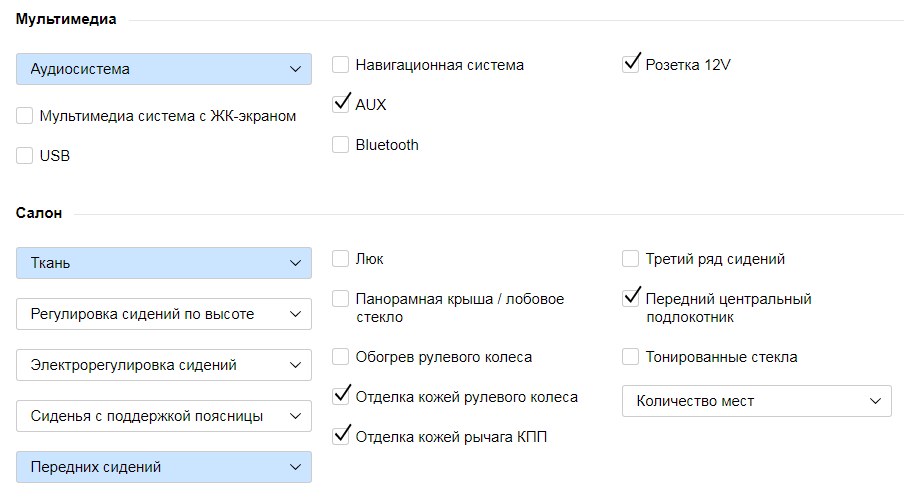 Мультимедиа
Аудиосистема
Мультимедиа система с ЖК-экраном
USB
Навигационная система
AUX
Bluetooth
Розетка 12V
Салон
Ткань
Регулировка сидений по высоте
Электрорегулировка сидений
Сиденья с поддержкой поясницы
Передних сидений
Люк
Панорамная крыша / лобовое
стекло
Обогрев рулевого колеса
Отделка кожей рулевого колеса
Отделка кожей рычага КПП
Третий ряд сидений
Передний центральный
подлокотник
Тонированные стекла
Количество мест